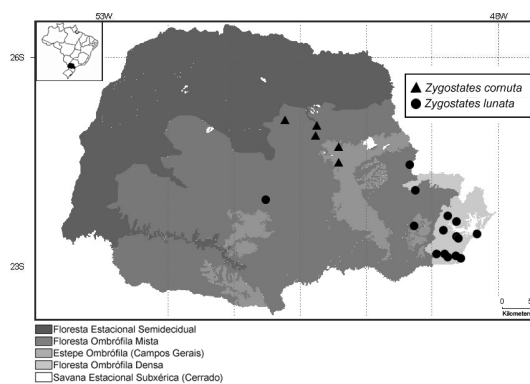 53W
48W
26S
▲ Zygostates cornuta
● Zygostates lunata
23S
0 5
Kilometer
Floresta Estacional Semidecidual
Floresta Ombrófila Mista
Estepe Ombrófila (Campos Gerais)
Floresta Ombrófila Densa
Savana Estacional Subxérica (Cerrado)